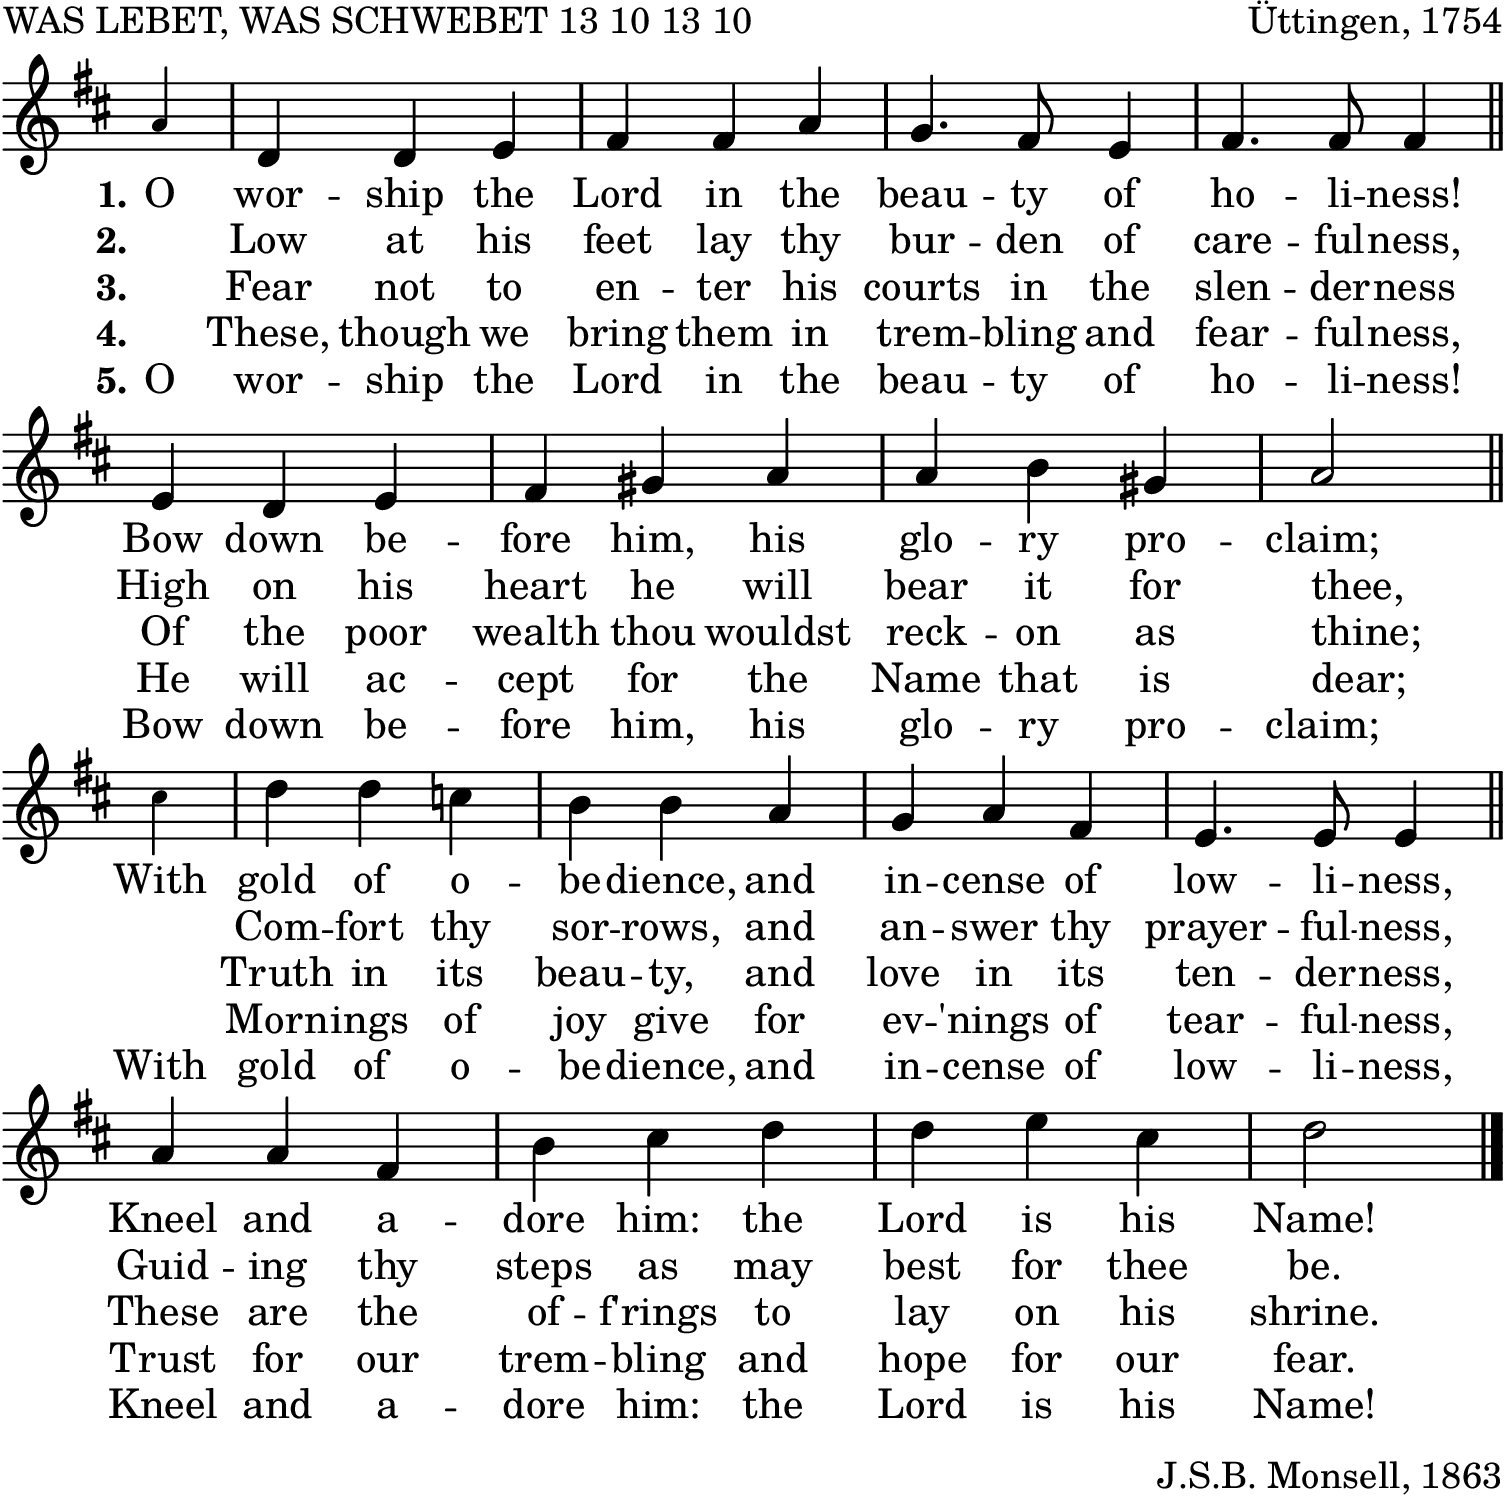 WAS LEBET, WAS SCHWEBET 13 10 13 10 Üttingen, 1754
1. O wor - ship the Lord in the beau - ty of ho - li - ness!
2. Low at his feet lay thy bur - den of care - fulness,
3. Fear not to en - ter his courts in the slen - derness
4. These, though we bring them in trem - bling and fear - fulness,
5. O wor - ship the Lord in the beau - ty of ho - li - ness!
Bow down be - fore him, his glo - ry pro - claim;
High on his heart he will bear it for thee,
Of the poor wealth thou wouldst reck - on as thine;
He will ac - cept for the Name that is dear;
Bow down be - fore him, his glo - ry pro - claim;
With gold of o - bedience, and in - cense of low - li - ness,
Com - fort thy sor - rows, and an - swer thy prayer - ful - ness,
Truth in its beau - ty, and love in its ten - derness,
Mornings of joy give for ev - 'nings of tear - ful - ness,
With gold of o - bedience, and in - cense of low - li - ness,
Kneel and a - dore him: the Lord is his Name!
Guid - ing thy steps as may best for thee be.
These are the of - f'rings to lay on his shrine.
Trust for our trem - bling and hope for our fear.
Kneel and a - dore him: the Lord is his Name!
J.S.B. Monsell, 1863